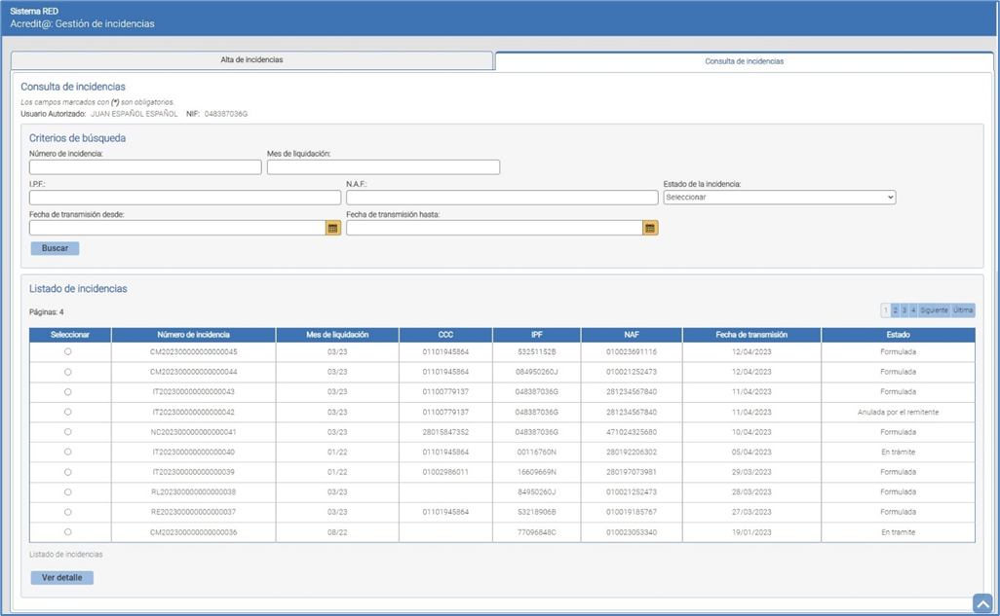 Sistema RED
Acredit@: Gestión de incidencias
Alta de incidencias Consulta de incidencias
Consulta de incidencias
Los campos marcados con (*) son obligatorios.
Usuario Autorizado: JUAN ESPAÑOL ESPAÑOL NIF: 048387036G
Criterios de búsqueda
Número de incidencia: Mes de liquidación:
I.P.F.: N.A.F.: Estado de la incidencia:
Seleccionar
Fecha de transmisión desde: Fecha de transmisión hasta:
Buscar
Listado de incidencias
Páginas: 4 1 2 3 4 Siguiente Última
Seleccionar Número de incidencia Mes de liquidación CCC IPF NAF Fecha de transmisión Estado
CM202300000000000045 03/23 01101945864 53251152B 010023691116 12/04/2023 Formulada
CM202300000000000044 03/23 01101945864 084950260J 010021252473 12/04/2023 Formulada
IT202300000000000043 03/23 01100779137 048387036G 281234567840 11/04/2023 Formulada
IT202300000000000042 03/23 01100779137 048387036G 281234567840 11/04/2023 Anulada por el remitente
NC202300000000000041 03/23 28015847352 048387036G 471024325680 10/04/2023 Formulada
IT202300000000000040 01/22 01101945864 00116760N 280192206302 05/04/2023 En trámite
IT202300000000000039 01/22 01002986011 16609669N 280197073981 29/03/2023 Formulada
RL202300000000000038 03/23 84950260J 010021252473 28/03/2023 Formulada
RE202300000000000037 03/23 01101945864 53218906B 010019185767 27/03/2023 Formulada
CM202300000000000036 08/22 77096848C 010023053340 19/01/2023 En tramite
Listado de incidencias
Ver detalle